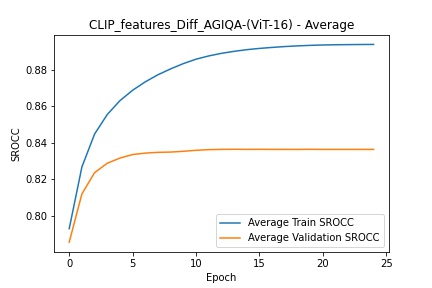 CLIP_features_Diff_AGIQA-(ViT-16) - Average
SROCC
0.88
0.86
0.84
0.82
0.80
0 5 10 15 20 25
Epoch
Average Train SROCC
Average Validation SROCC